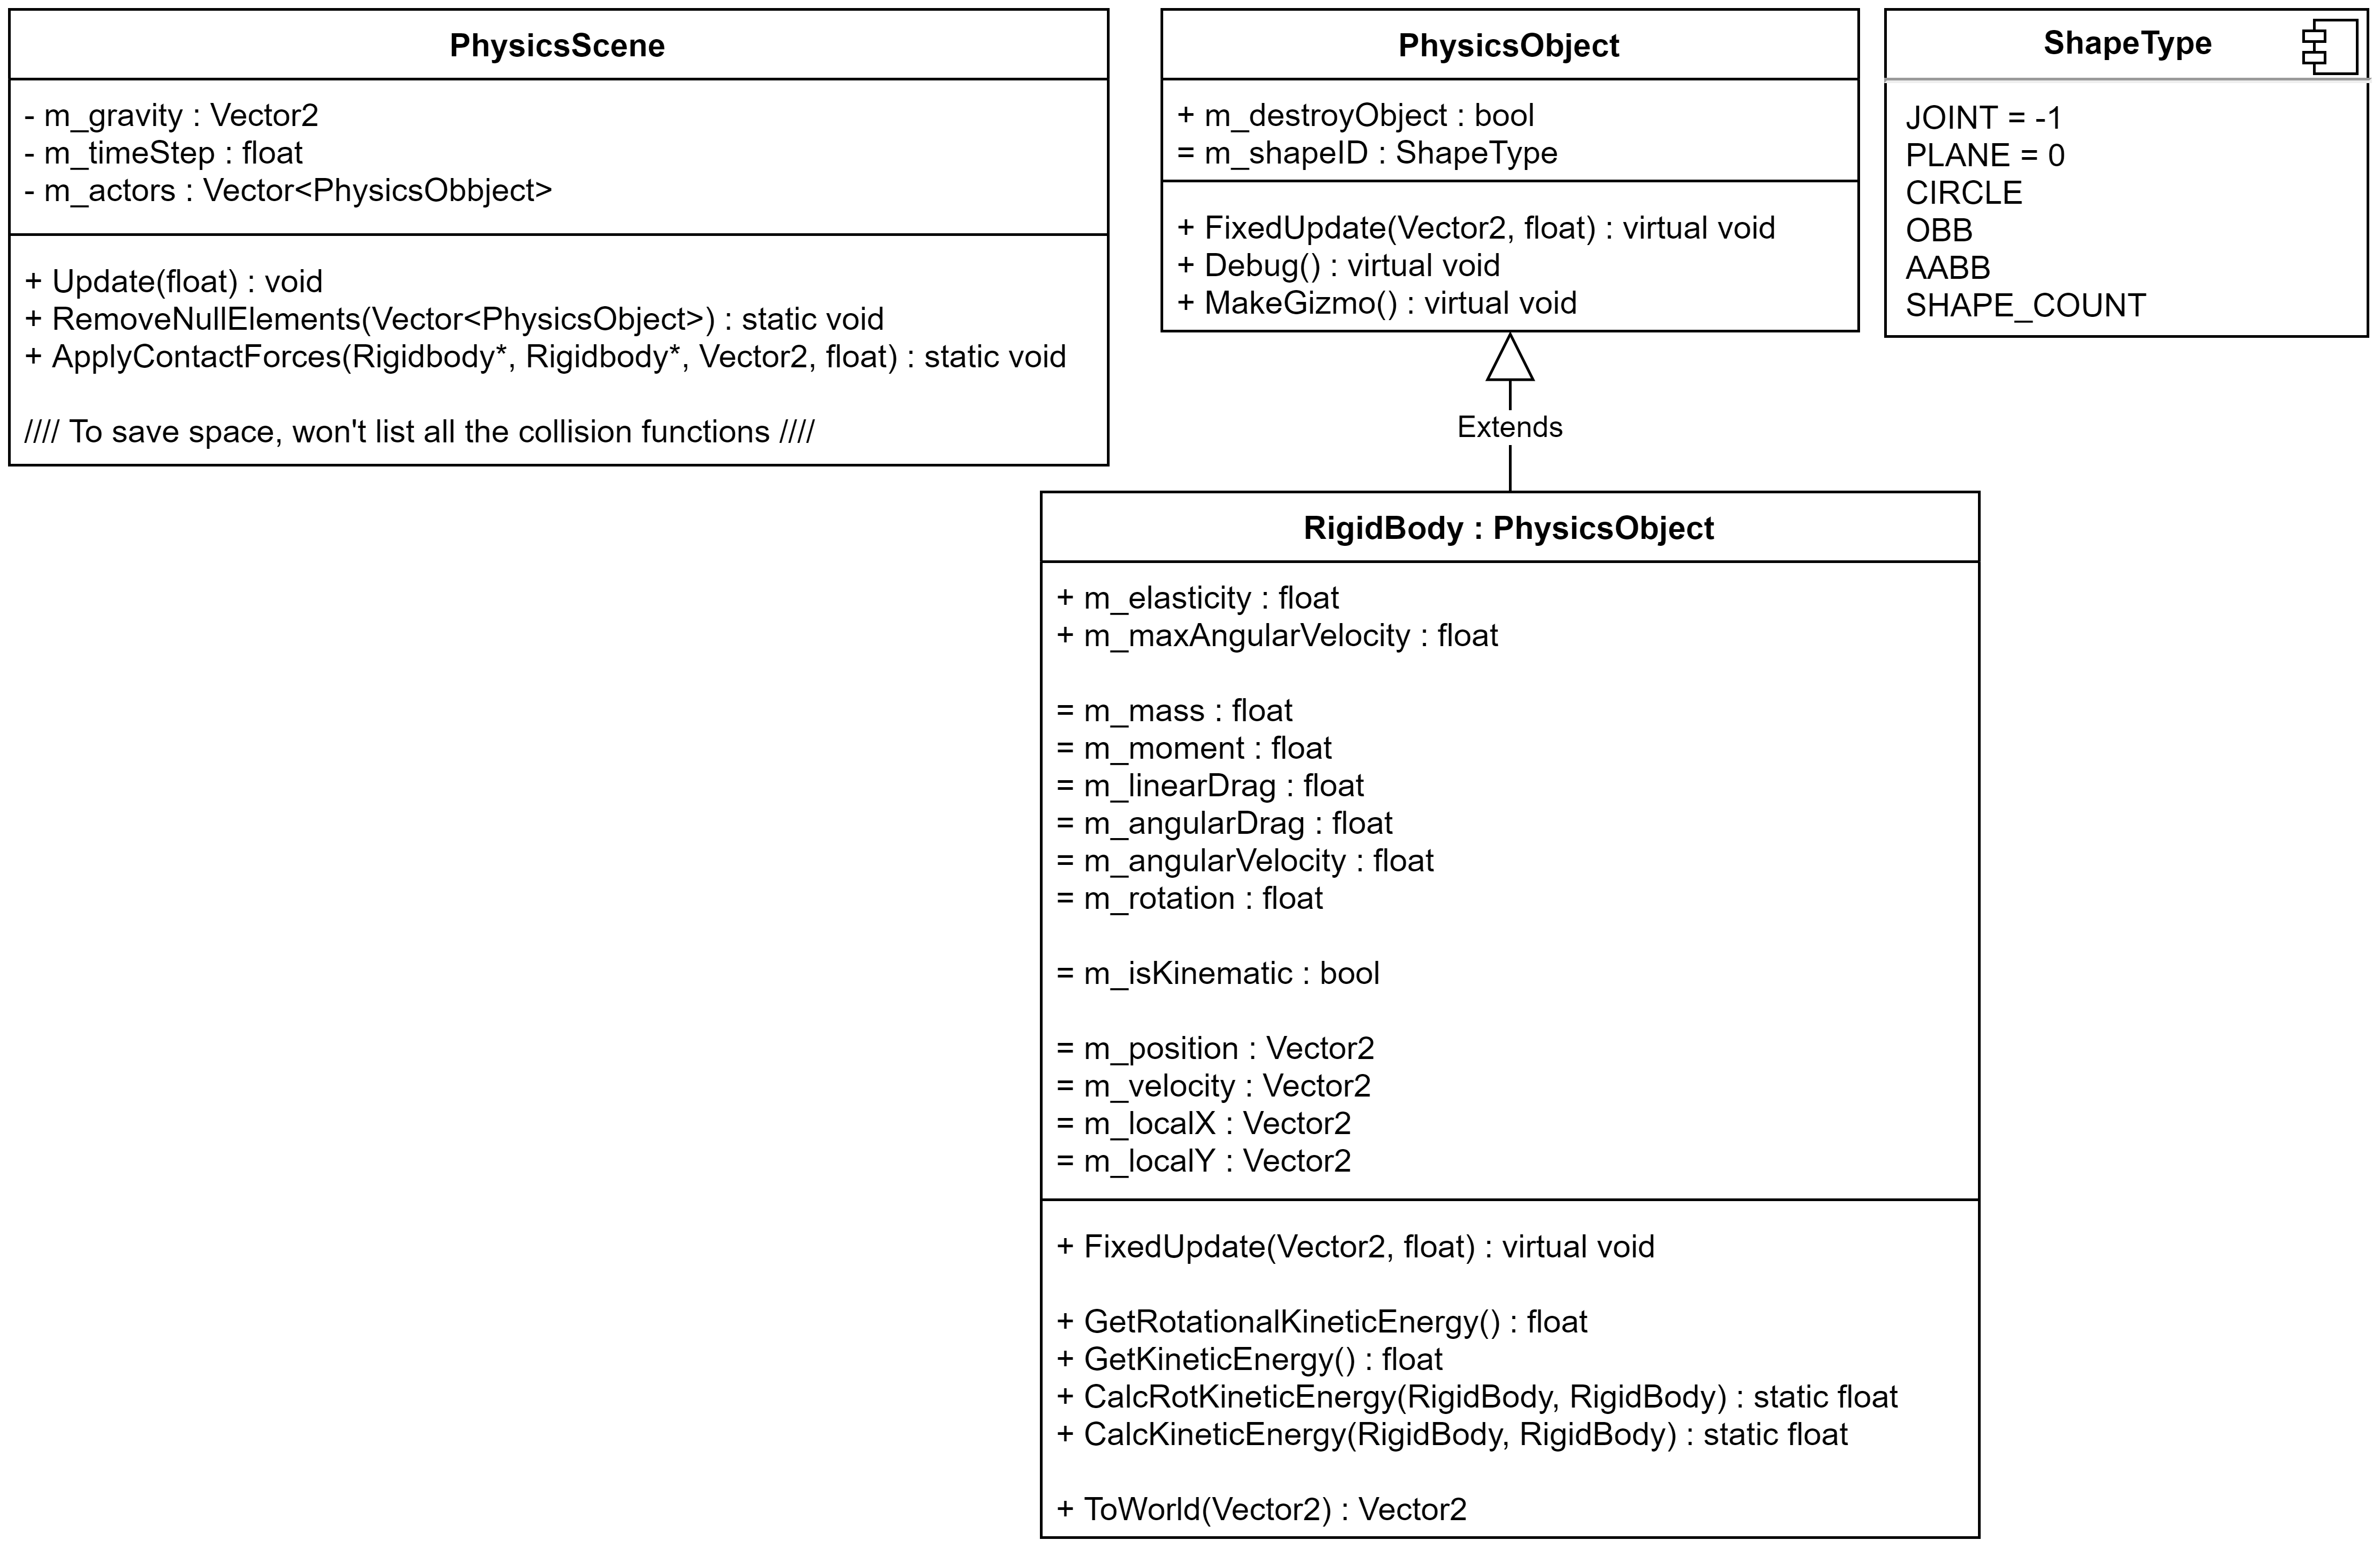 PhysicsScene
- m_gravity : Vector2
- m_timeStep : float
- m_actors : Vector<PhysicsObbject>
+ Update(float) : void
+ RemoveNullElements(Vector<PhysicsObject>) : static void
+ ApplyContactForces(Rigidbody*, Rigidbody*, Vector2, float) : static void
//// To save space, won't list all the collision functions ////
PhysicsObject
+ m_destroyObject : bool
= m_shapeID : ShapeType
+ FixedUpdate(Vector2, float) : virtual void
+ Debug() : virtual void
+ MakeGizmo() : virtual void
ShapeType
JOINT = -1
PLANE = 0
CIRCLE
OBB
AABB
SHAPE_COUNT
Extends
RigidBody : PhysicsObject
+ m_elasticity : float
+ m_maxAngularVelocity : float
= m_mass : float
= m_moment : float
= m_linearDrag : float
= m_angularDrag : float
= m_angularVelocity : float
= m_rotation : float
= m_isKinematic : bool
= m_position : Vector2
= m_velocity : Vector2
= m_localX : Vector2
= m_localY : Vector2
+ FixedUpdate(Vector2, float) : virtual void
+ GetRotationalKineticEnergy() : float
+ GetKineticEnergy() : float
+ CalcRotKineticEnergy(RigidBody, RigidBody) : static float
+ CalcKineticEnergy(RigidBody, RigidBody) : static float
+ ToWorld(Vector2) : Vector2